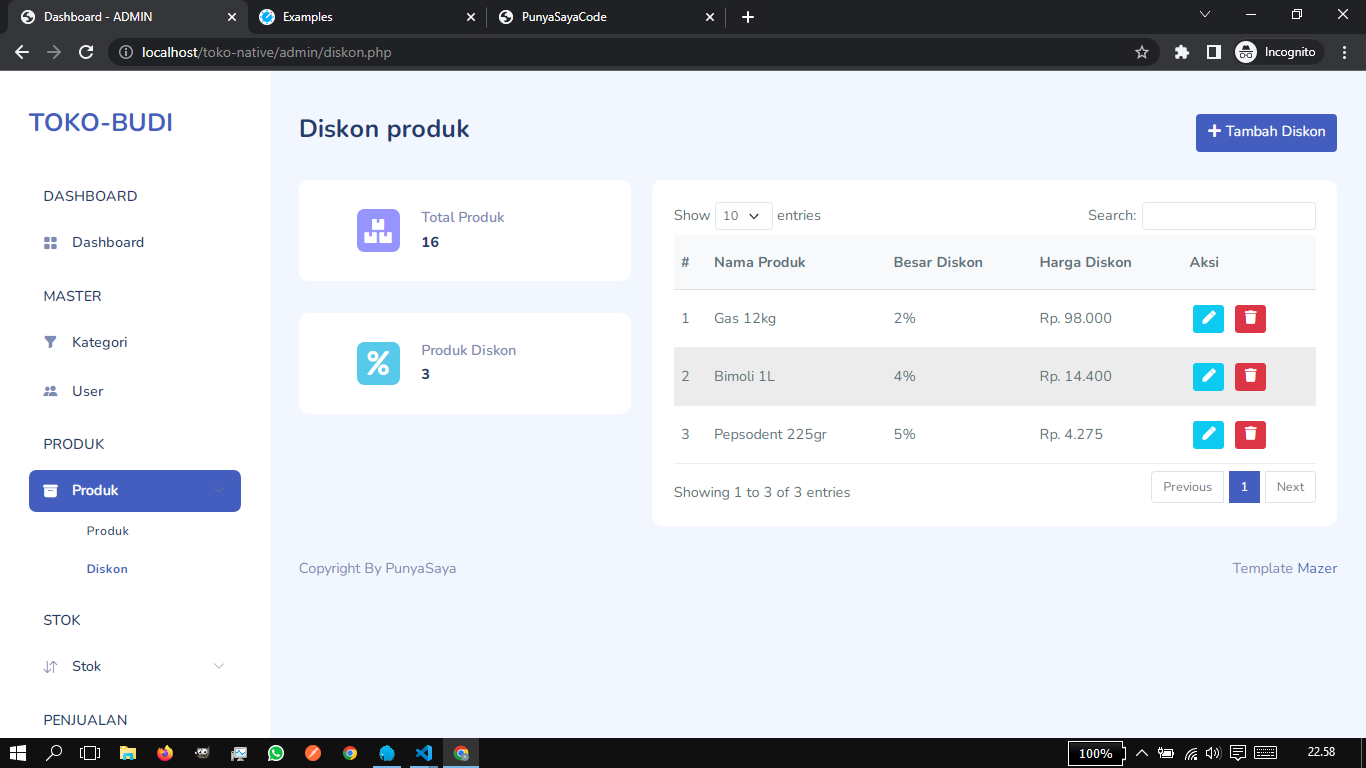 Dashboard - ADMIN
Examples
PunyaSayaCode
localhost/toko-native/admin/diskon.php
Incognito
TOKO-BUDI
DASHBOARD
Dashboard
MASTER
Kategori
User
PRODUK
Produk
Produk
Diskon
STOK
Stok
PENJUALAN
Diskon produk
+ Tambah Diskon
Total Produk
16
%
Produk Diskon
3
Show 10 entries
Search:
# Nama Produk Besar Diskon Harga Diskon Aksi
1 Gas 12kg 2% Rp. 98.000
2 Bimoli 1L 4% Rp. 14.400
3 Pepsodent 225gr 5% Rp. 4.275
Showing 1 to 3 of 3 entries
Previous 1 Next
Copyright By PunyaSaya
Template Mazer
100%
22.58